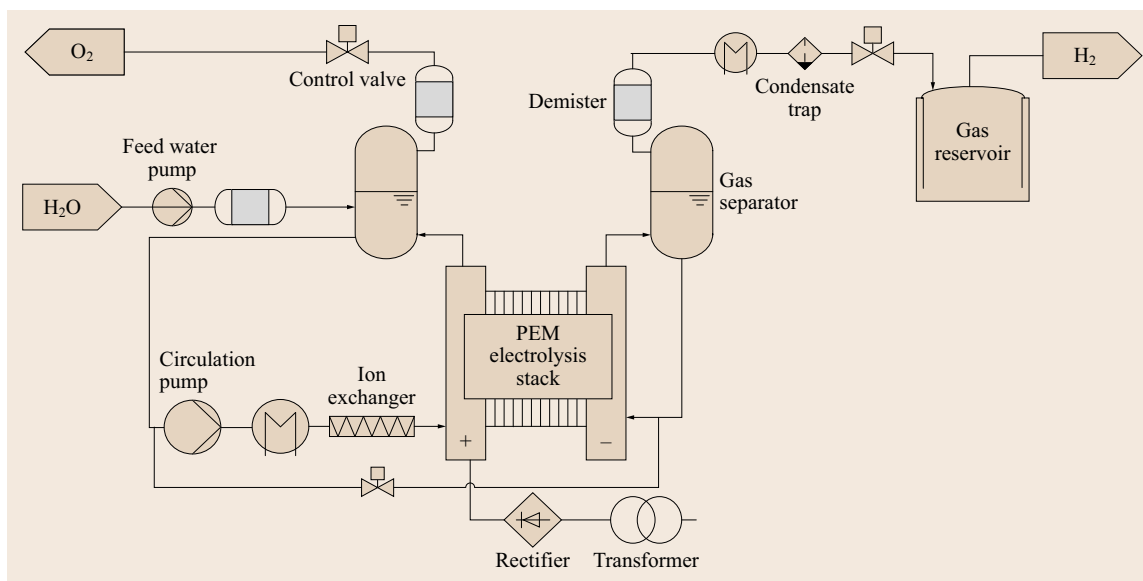 O₂
Control valve
Demister
Condensate
trap
H₂
Gas
reservoir
Feed water
pump
H₂O
Gas
separator
PEM
electrolysis
stack
Circulation
pump
Ion
exchanger
+
–
Rectifier
Transformer